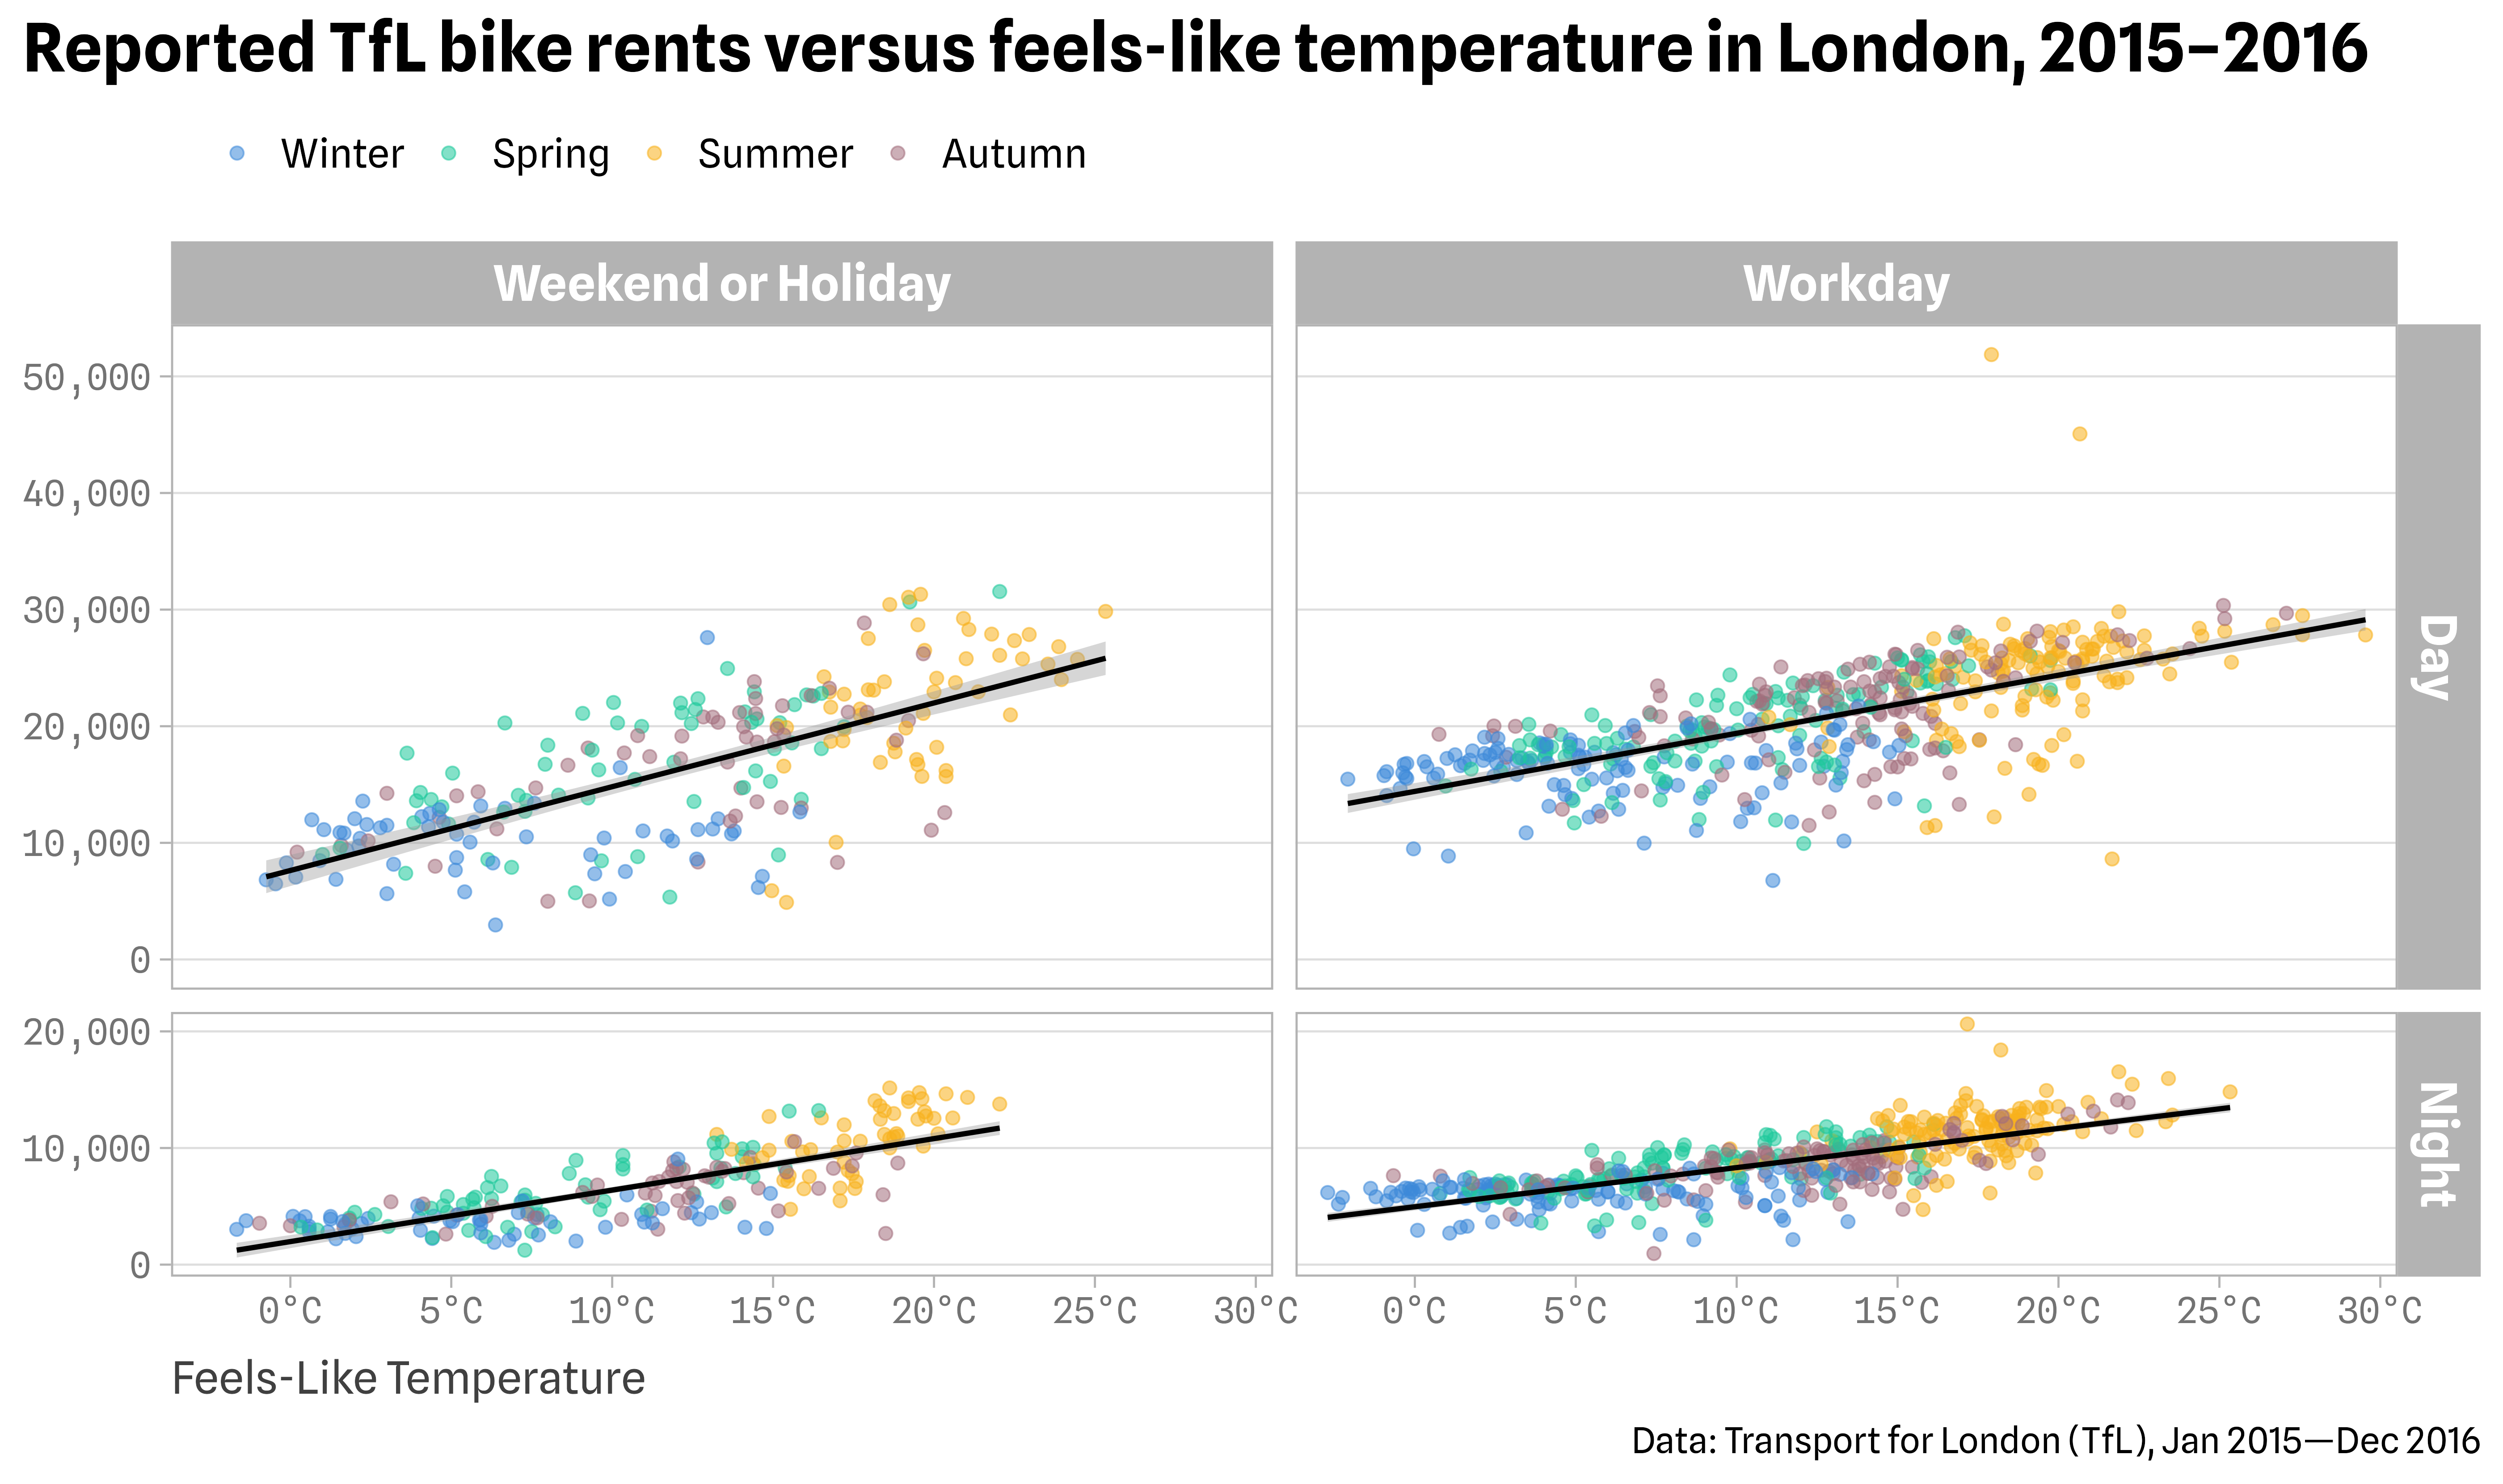 Reported TfL bike rents versus feels-like temperature in London, 2015–2016
Winter Spring Summer Autumn
Weekend or Holiday Workday
50,000
40,000
30,000
20,000
10,000
0
Day
20,000
10,000
0
Night
0°C 5°C 10°C 15°C 20°C 25°C 30°C 0°C 5°C 10°C 15°C 20°C 25°C 30°C
Feels-Like Temperature
Data: Transport for London (TfL), Jan 2015—Dec 2016